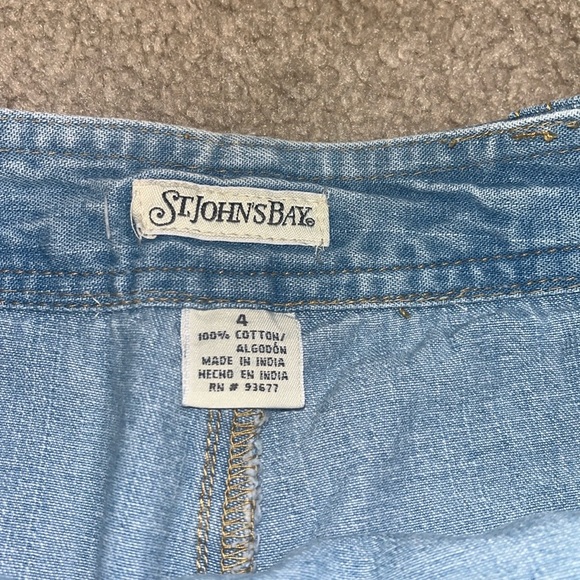 ST. JOHN'S BAY®
4
100% COTTON/
ALGODÓN
MADE IN INDIA
HECHO EN INDIA
RN # 93677